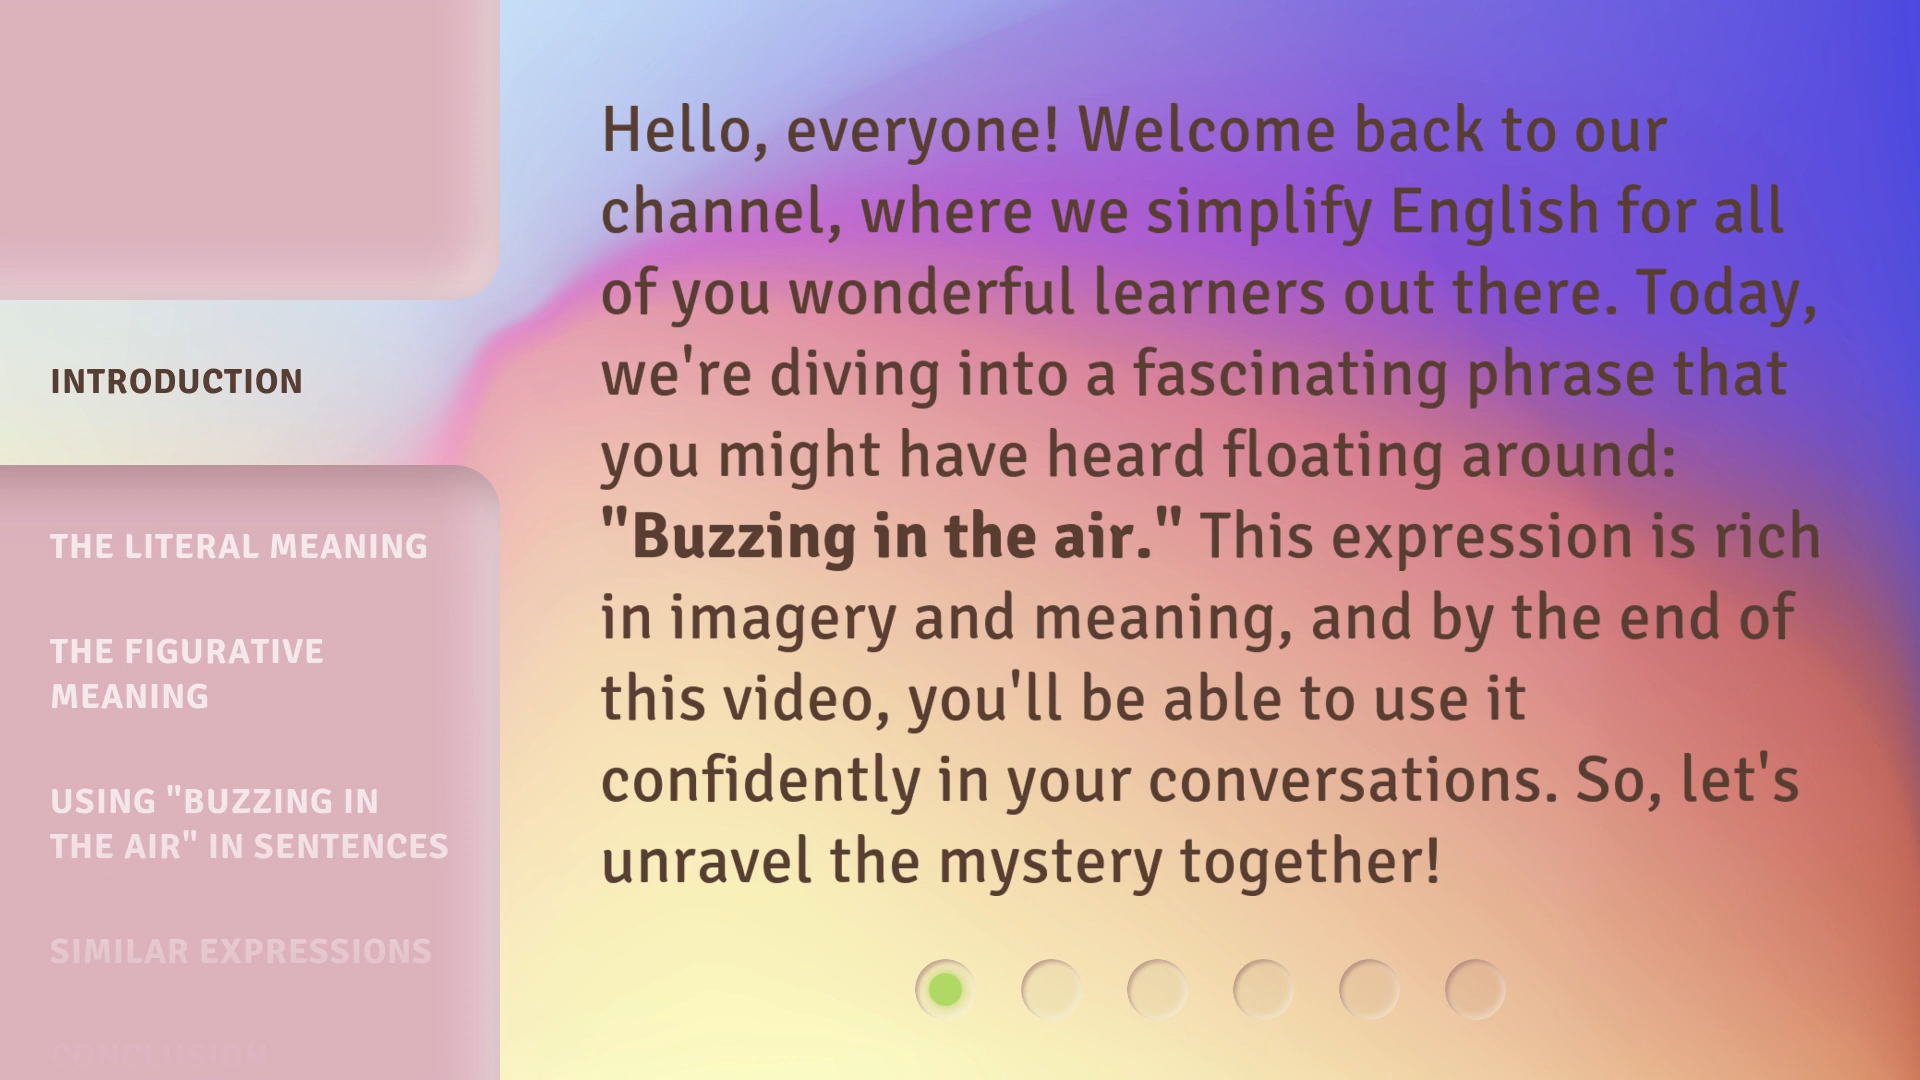 INTRODUCTION
THE LITERAL MEANING
THE FIGURATIVE
MEANING
USING "BUZZING IN
THE AIR" IN SENTENCES
SIMILAR EXPRESSIONS
CONCLUSION
Hello, everyone! Welcome back to our
channel, where we simplify English for all
of you wonderful learners out there. Today,
we're diving into a fascinating phrase that
you might have heard floating around:
"Buzzing in the air." This expression is rich
in imagery and meaning, and by the end of
this video, you'll be able to use it
confidently in your conversations. So, let's
unravel the mystery together!